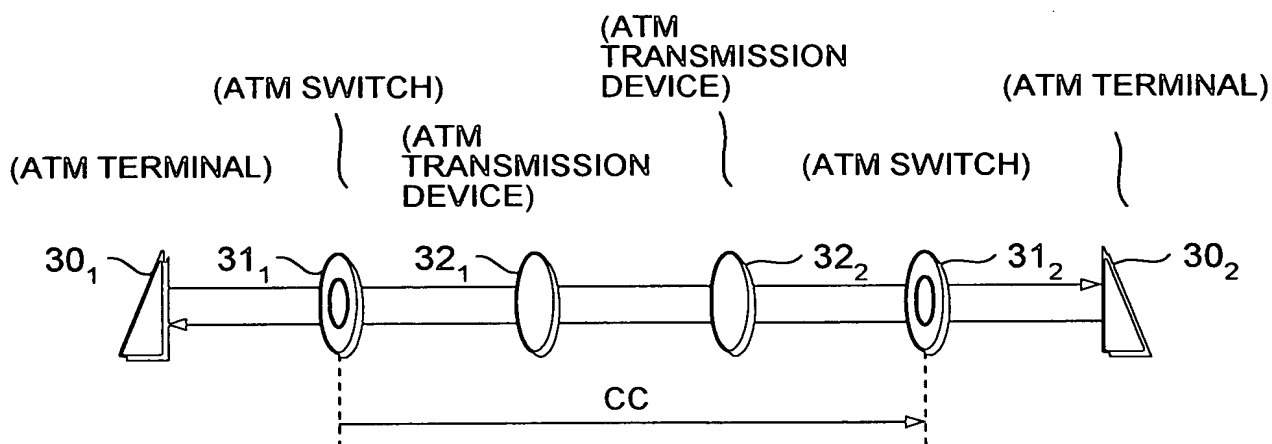 (ATM
TRANSMISSION
DEVICE)
(ATM SWITCH)
(ATM TERMINAL)
(ATM
TRANSMISSION
DEVICE)
(ATM TERMINAL)
(ATM SWITCH)
30₁
31₁
32₁
32₂
31₂
30₂
CC